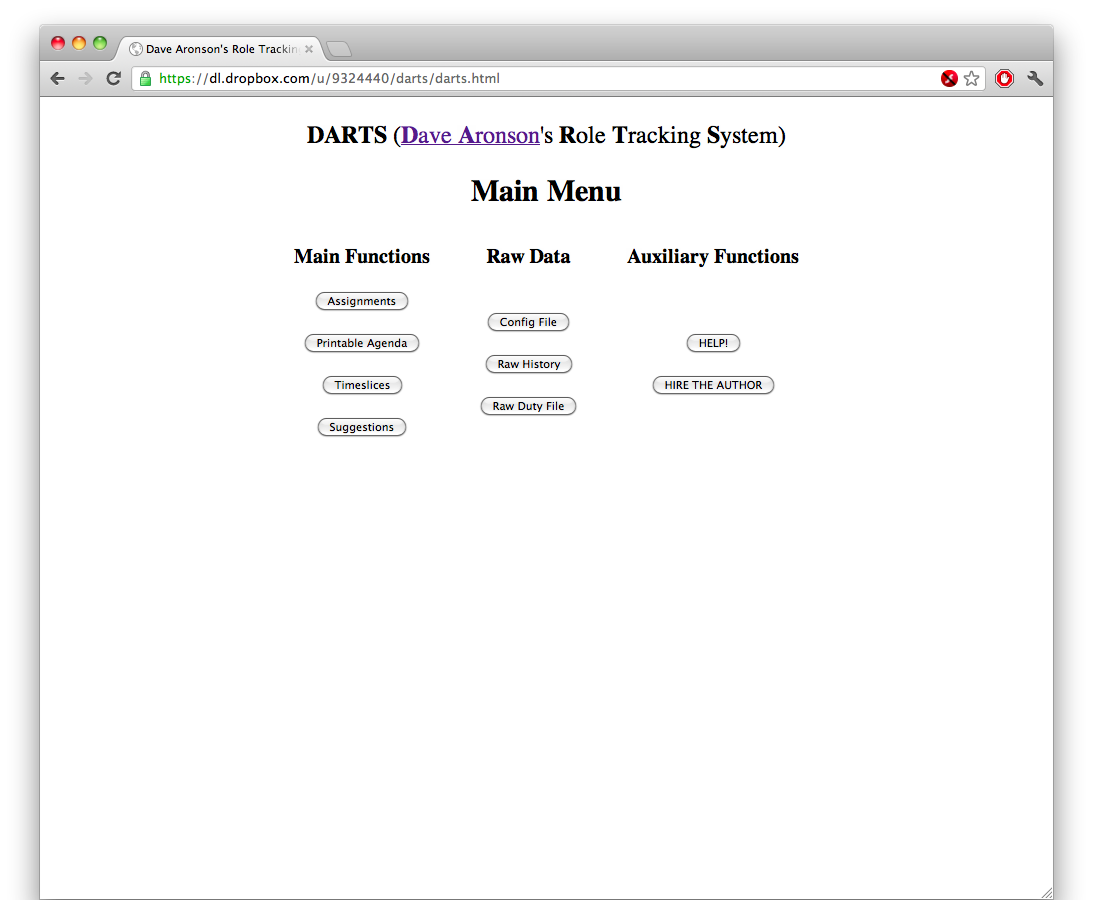 Dave Aronson's Role Trackin
https://dl.dropbox.com/u/9324440/darts/darts.html
DARTS (Dave Aronson's Role Tracking System)
Main Menu
Main Functions
Assignments
Printable Agenda
Timeslices
Suggestions
Raw Data
Config File
Raw History
Raw Duty File
Auxiliary Functions
HELP!
HIRE THE AUTHOR